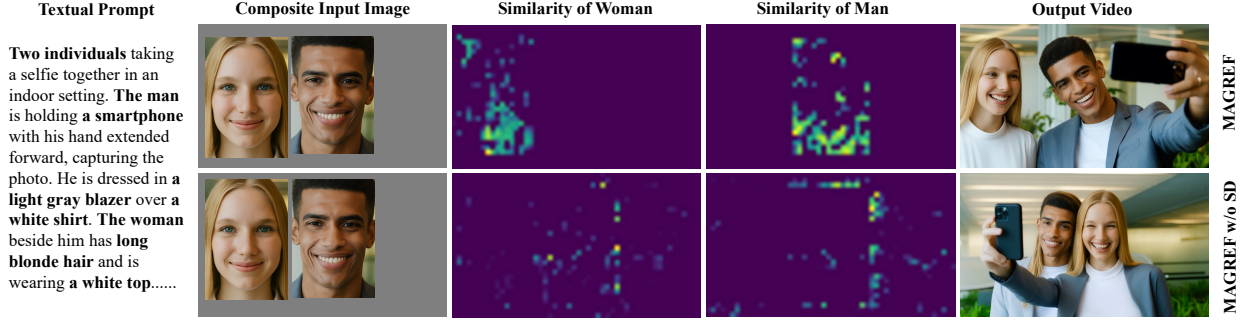 Textual Prompt
Composite Input Image
Similarity of Woman
Similarity of Man
Output Video
Two individuals taking
a selfie together in an
indoor setting. The man
is holding a smartphone
with his hand extended
forward, capturing the
photo. He is dressed in a
light gray blazer over a
white shirt. The woman
beside him has long
blonde hair and is
wearing a white top......
MAGREF
MAGREF w/o SD